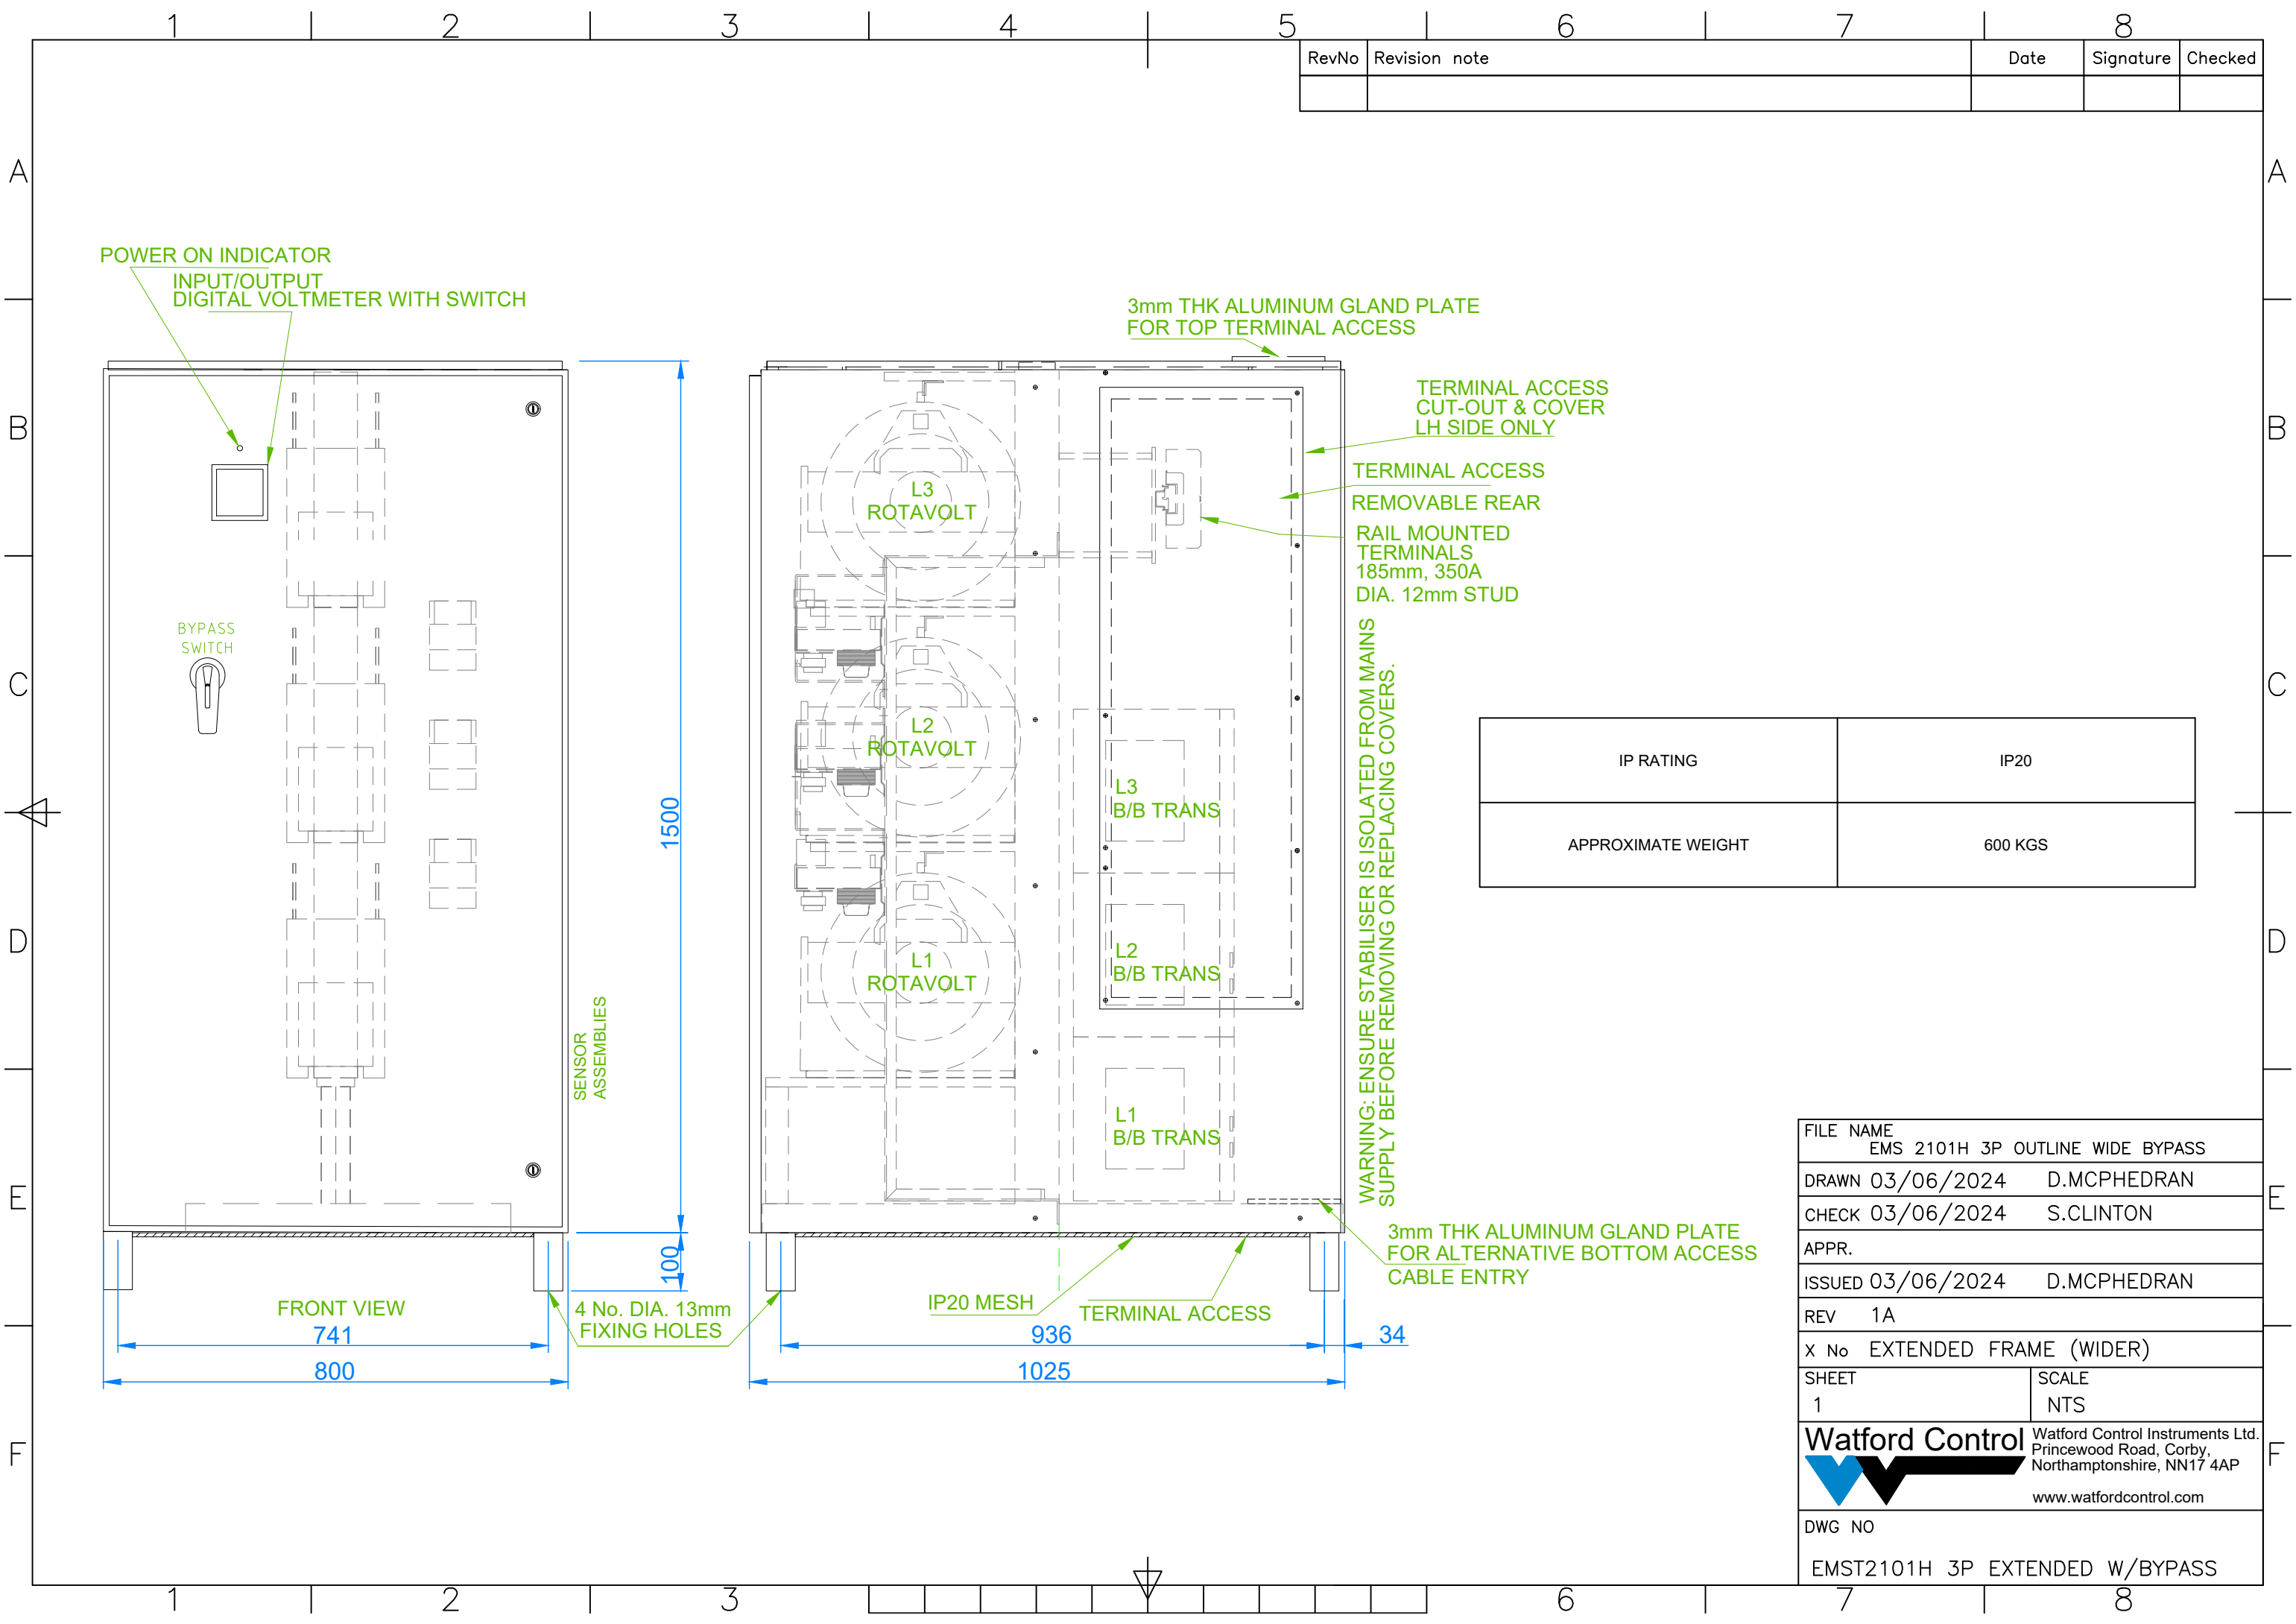 1 2 3 4 5 6 7 8
RevNo Revision note Date Signature Checked
A A
POWER ON INDICATOR
INPUT/OUTPUT
DIGITAL VOLTMETER WITH SWITCH
3mm THK ALUMINUM GLAND PLATE
FOR TOP TERMINAL ACCESS
TERMINAL ACCESS
CUT-OUT & COVER
LH SIDE ONLY
B B
TERMINAL ACCESS
REMOVABLE REAR
RAIL MOUNTED
TERMINALS
185mm, 350A
DIA. 12mm STUD
L3
ROTAVOLT
BYPASS
SWITCH
C C
L2
ROTAVOLT
L3
B/B TRANS
1500
WARNING: ENSURE STABILISER IS ISOLATED FROM MAINS
SUPPLY BEFORE REMOVING OR REPLACING COVERS.
IP RATING IP20
APPROXIMATE WEIGHT 600 KGS
D D
L1
ROTAVOLT
L2
B/B TRANS
SENSOR
ASSEMBLIES
L1
B/B TRANS
E E
100
3mm THK ALUMINUM GLAND PLATE
FOR ALTERNATIVE BOTTOM ACCESS
CABLE ENTRY
FRONT VIEW
4 No. DIA. 13mm
FIXING HOLES
IP20 MESH
TERMINAL ACCESS
741
800
936
34
1025
FILE NAME
EMS 2101H 3P OUTLINE WIDE BYPASS
DRAWN 03/06/2024 D.MCPHEDRAN
CHECK 03/06/2024 S.CLINTON
APPR.
ISSUED 03/06/2024 D.MCPHEDRAN
REV 1A
X No EXTENDED FRAME (WIDER)
SHEET SCALE
1 NTS
F F
Watford Control
Watford Control Instruments Ltd.
Princewood Road, Corby,
Northamptonshire, NN17 4AP
www.watfordcontrol.com
DWG NO
EMST2101H 3P EXTENDED W/BYPASS
1 2 3 6 7 8